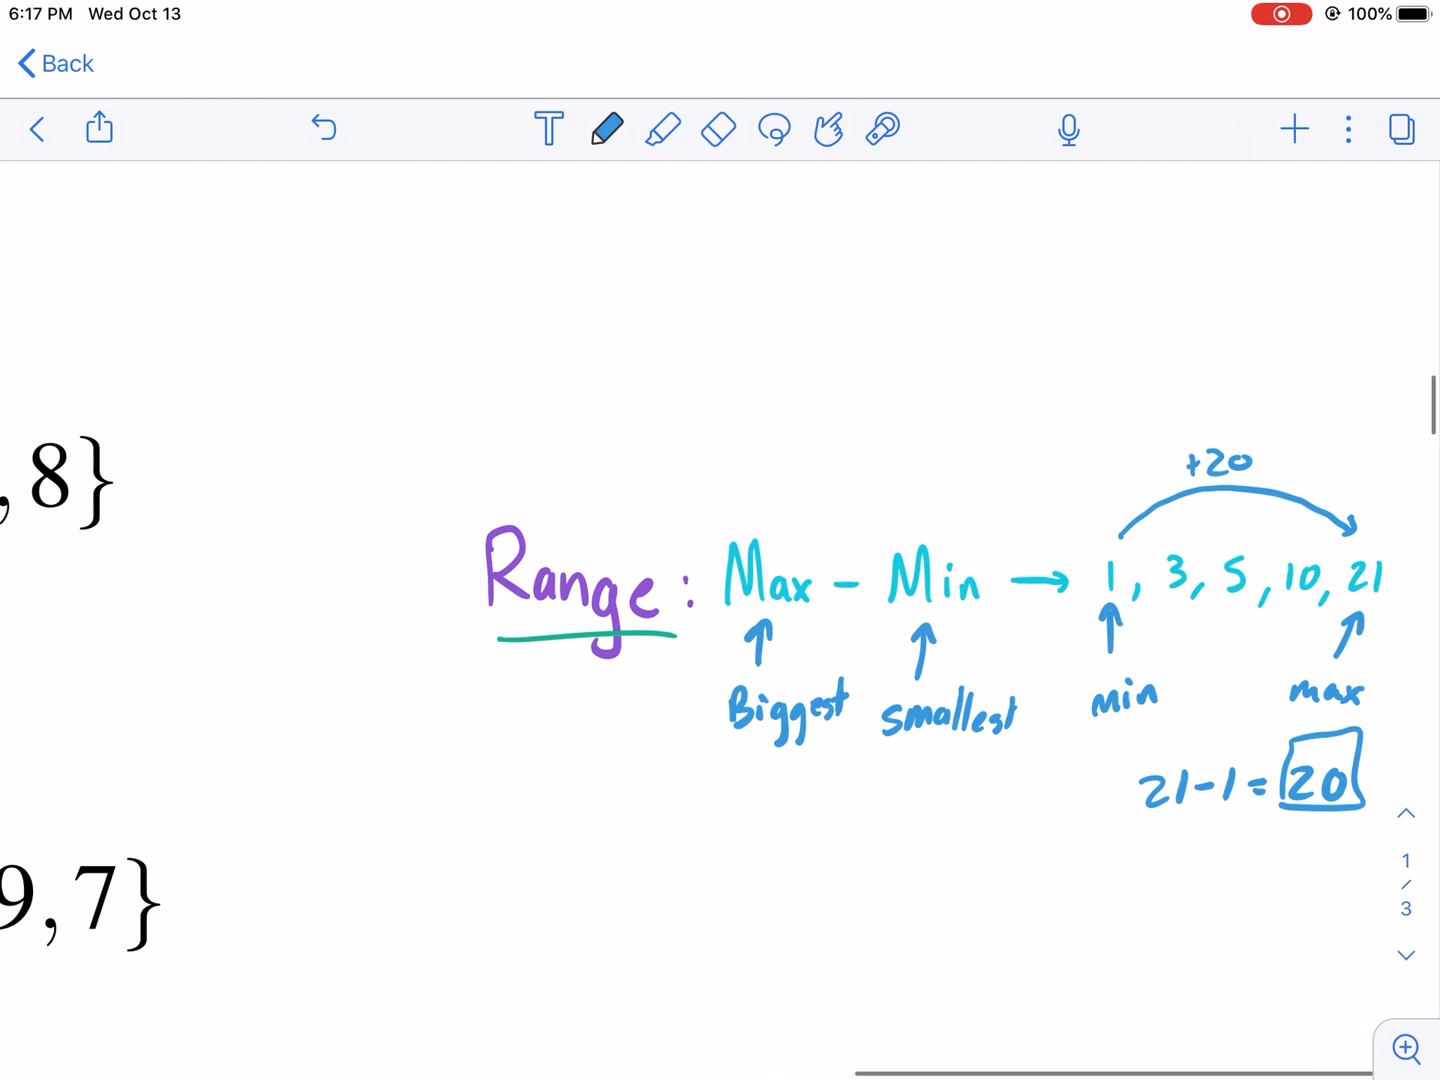 6:17 PM Wed Oct 13 100%
Back
T
+20
, 8}
Range: Max - Min → 1, 3, 5, 10, 21
Biggest smallest min max
21-1= 20
1
/
3
9, 7}